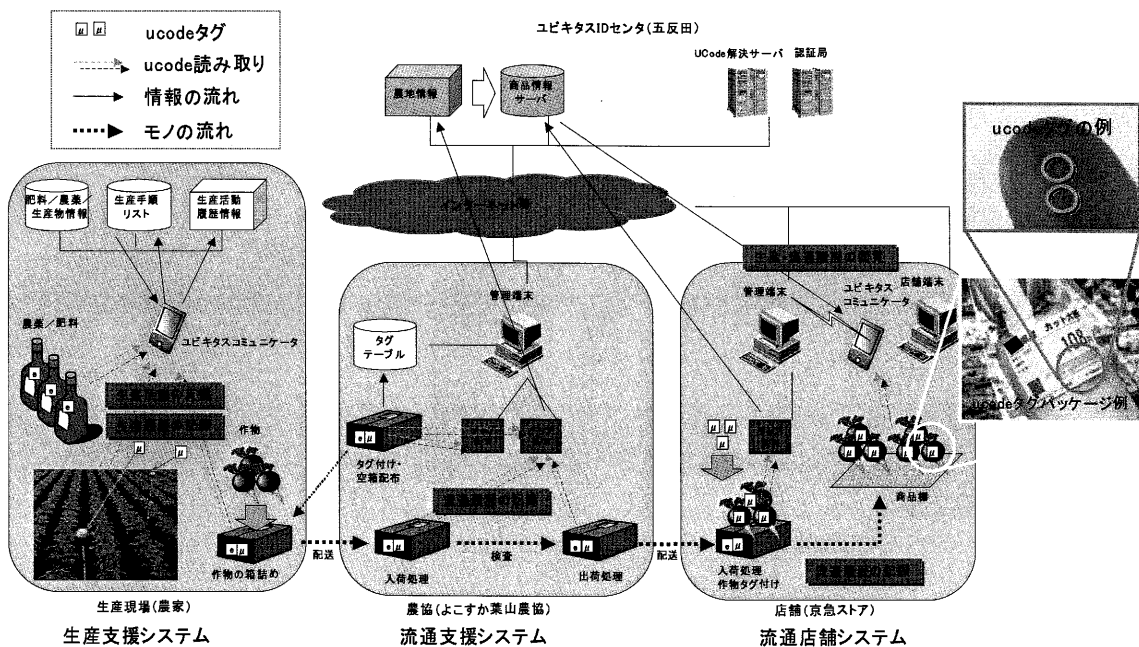 ucodeタグ
ucode読み取り
情報の流れ
モノの流れ
ユビキタスIDセンタ(五反田)
農地情報
商品情報
サーバ
UCode解決サーバ
認証局
ucodeタグの例
肥料／農薬／
生産物情報
生産手順
リスト
生産活動
履歴情報
農薬／肥料
ユビキタスコミュニケータ
作物
作物の箱詰め
生産現場(農家)
生産支援システム
管理端末
タグ
テーブル
タグ付け・
空箱配布
配送
入荷処理
検査
出荷処理
配送
農協(よこすか葉山農協)
流通支援システム
管理端末
ユビキタス
コミュニケータ
店舗端末
商品棚
入荷処理
作物タグ付け
店舗(京急ストア)
流通店舗システム
カット大根
108
ucodeタグパッケージ例